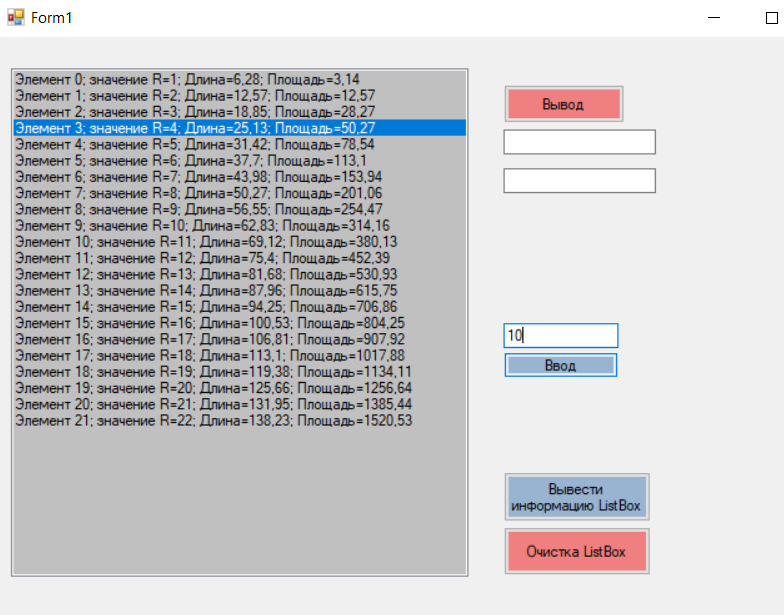 Form1
Элемент 0; значение R=1; Длина=6,28; Площадь=3,14
Элемент 1; значение R=2; Длина=12,57; Площадь=12,57
Элемент 2; значение R=3; Длина=18,85; Площадь=28,27
Элемент 3; значение R=4; Длина=25,13; Площадь=50,27
Элемент 4; значение R=5; Длина=31,42; Площадь=78,54
Элемент 5; значение R=6; Длина=37,7; Площадь=113,1
Элемент 6; значение R=7; Длина=43,98; Площадь=153,94
Элемент 7; значение R=8; Длина=50,27; Площадь=201,06
Элемент 8; значение R=9; Длина=56,55; Площадь=254,47
Элемент 9; значение R=10; Длина=62,83; Площадь=314,16
Элемент 10; значение R=11; Длина=69,12; Площадь=380,13
Элемент 11; значение R=12; Длина=75,4; Площадь=452,39
Элемент 12; значение R=13; Длина=81,68; Площадь=530,93
Элемент 13; значение R=14; Длина=87,96; Площадь=615,75
Элемент 14; значение R=15; Длина=94,25; Площадь=706,86
Элемент 15; значение R=16; Длина=100,53; Площадь=804,25
Элемент 16; значение R=17; Длина=106,81; Площадь=907,92
Элемент 17; значение R=18; Длина=113,1; Площадь=1017,88
Элемент 18; значение R=19; Длина=119,38; Площадь=1134,11
Элемент 19; значение R=20; Длина=125,66; Площадь=1256,64
Элемент 20; значение R=21; Длина=131,95; Площадь=1385,44
Элемент 21; значение R=22; Длина=138,23; Площадь=1520,53
Вывод
10
Ввод
Вывести
информацию ListBox
Очистка ListBox